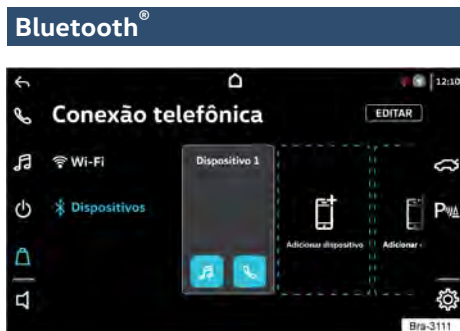 Bluetooth®
12:10
Conexão telefônica
EDITAR
Wi-Fi
Dispositivos
Dispositivo 1
Adicionar dispositivo
Adicionar
P
Bra-3111